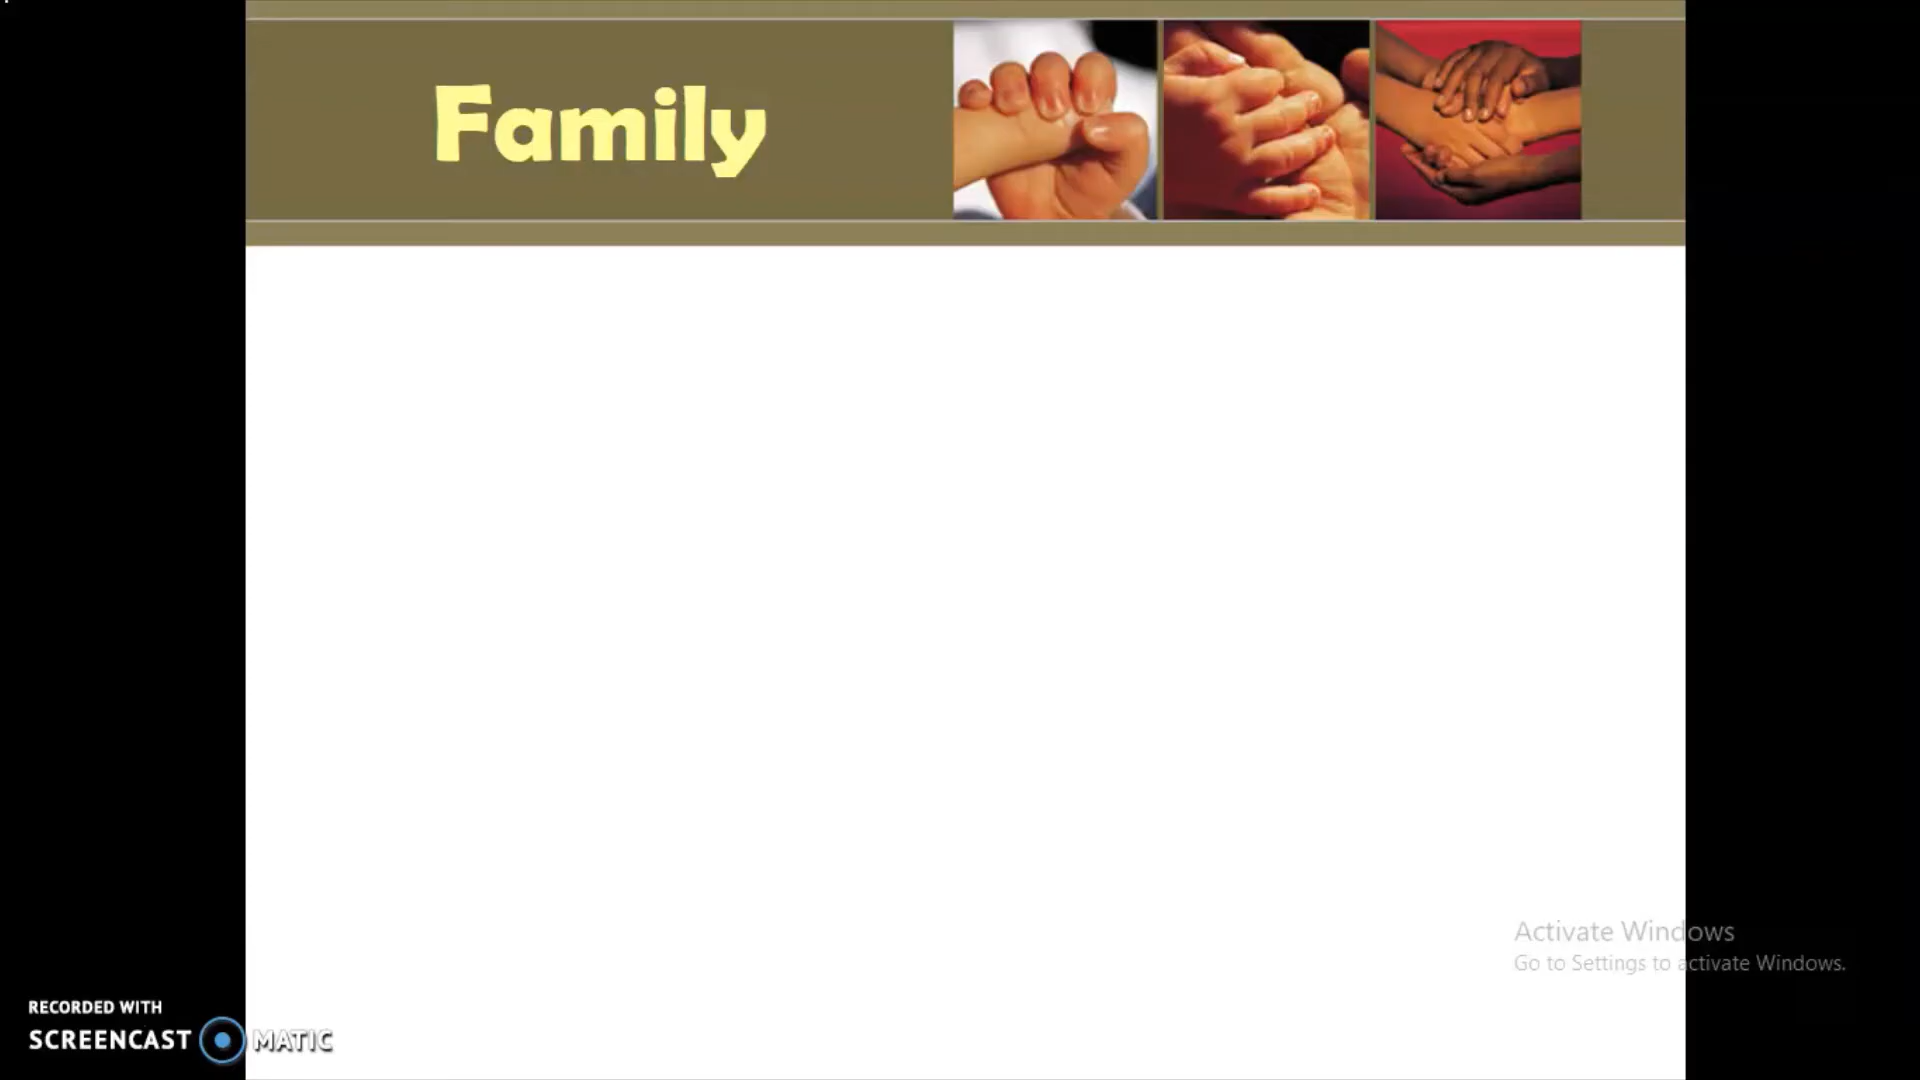 Family
Activate Windows
Go to Settings to activate Windows.
RECORDED WITH
SCREENCAST MATIC